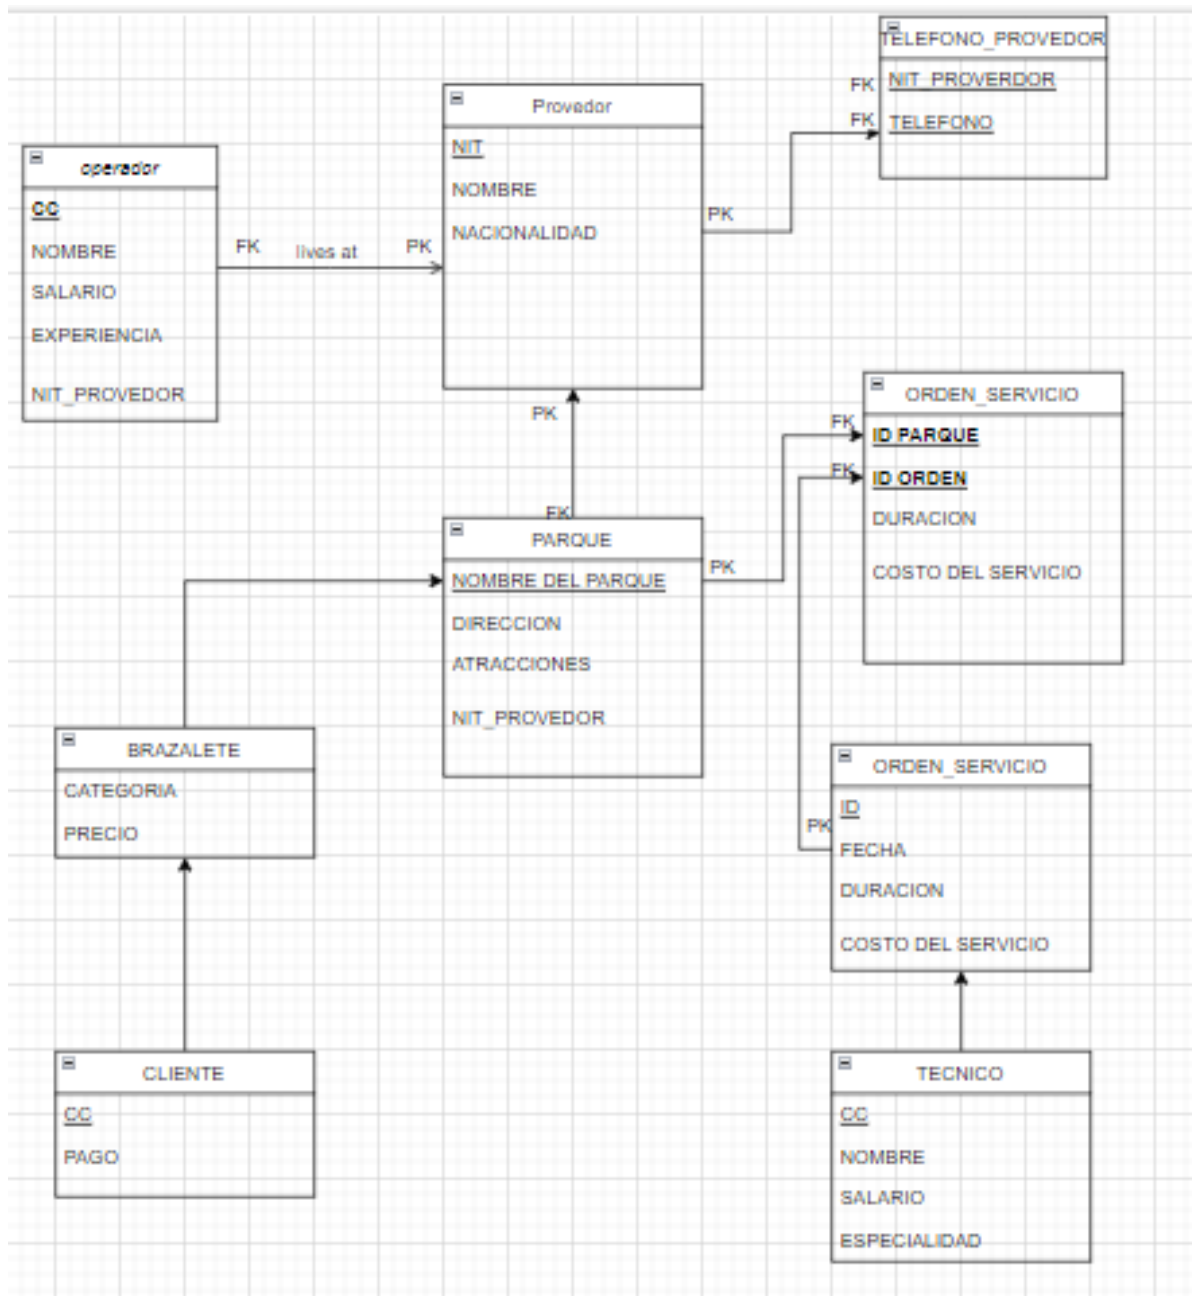 TELEFONO_PROVEDOR
FK NIT_PROVERDOR
FK TELEFONO
Provedor
NIT
NOMBRE
NACIONALIDAD
PK
operador
CC
NOMBRE
SALARIO
EXPERIENCIA
NIT_PROVEDOR
FK lives at PK
PK
FK
ORDEN_SERVICIO
FK ID PARQUE
FK ID ORDEN
DURACION
COSTO DEL SERVICIO
PARQUE
NOMBRE DEL PARQUE
DIRECCION
ATRACCIONES
NIT_PROVEDOR
PK
BRAZALETE
CATEGORIA
PRECIO
ORDEN_SERVICIO
ID
FECHA
DURACION
COSTO DEL SERVICIO
PK
CLIENTE
CC
PAGO
TECNICO
CC
NOMBRE
SALARIO
ESPECIALIDAD